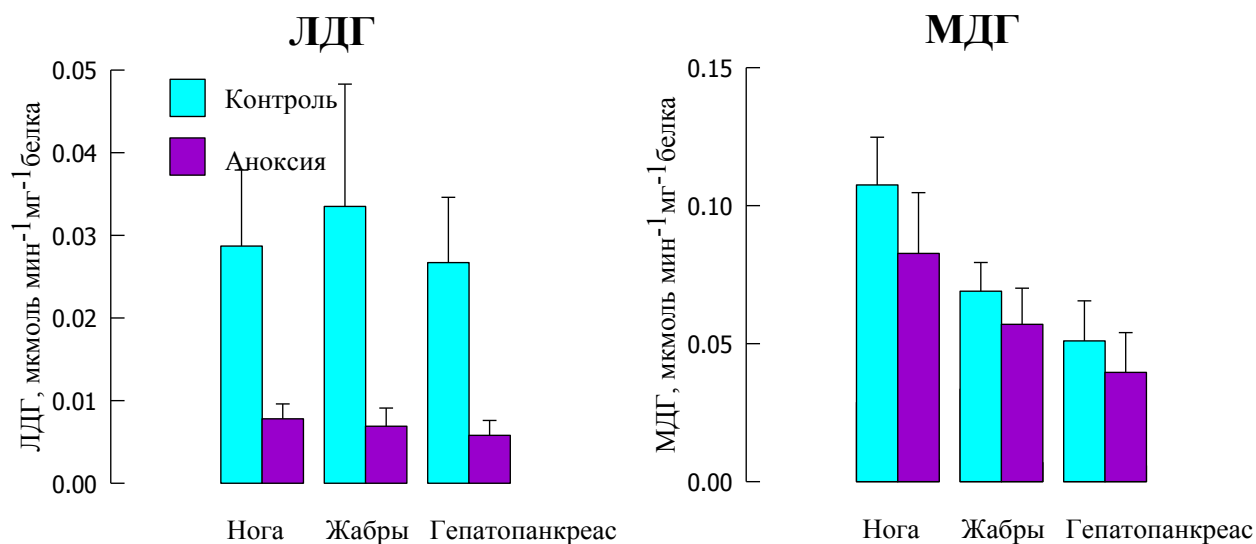 ЛДГ
0.05
0.04
0.03
0.02
0.01
0.00
ЛДГ, мкмоль мин-1мг-1белка
Контроль
Аноксия
Нога Жабры Гепатопанкреас
МДГ
0.15
0.10
0.05
0.00
МДГ, мкмоль мин-1мг-1белка
Нога Жабры Гепатопанкреас